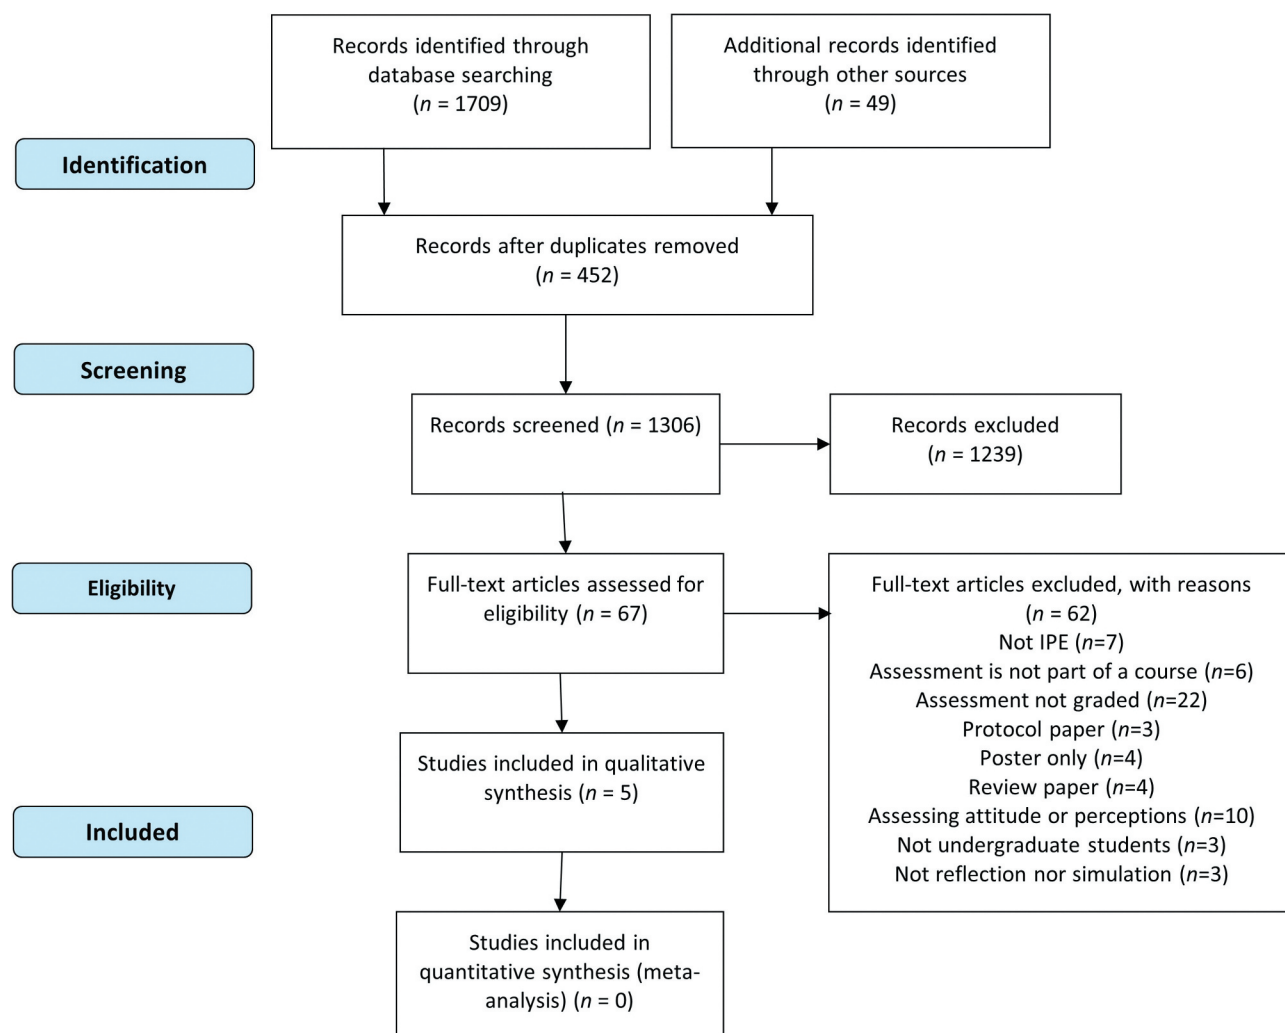 Records identified through
database searching
(n = 1709)
Additional records identified
through other sources
(n = 49)
Identification
Records after duplicates removed
(n = 452)
Screening
Records screened (n = 1306)
Records excluded
(n = 1239)
Eligibility
Full-text articles assessed for
eligibility (n = 67)
Full-text articles excluded, with reasons
(n = 62)
Not IPE (n=7)
Assessment is not part of a course (n=6)
Assessment not graded (n=22)
Protocol paper (n=3)
Poster only (n=4)
Review paper (n=4)
Assessing attitude or perceptions (n=10)
Not undergraduate students (n=3)
Not reflection nor simulation (n=3)
Studies included in qualitative
synthesis (n = 5)
Included
Studies included in
quantitative synthesis (meta-
analysis) (n = 0)